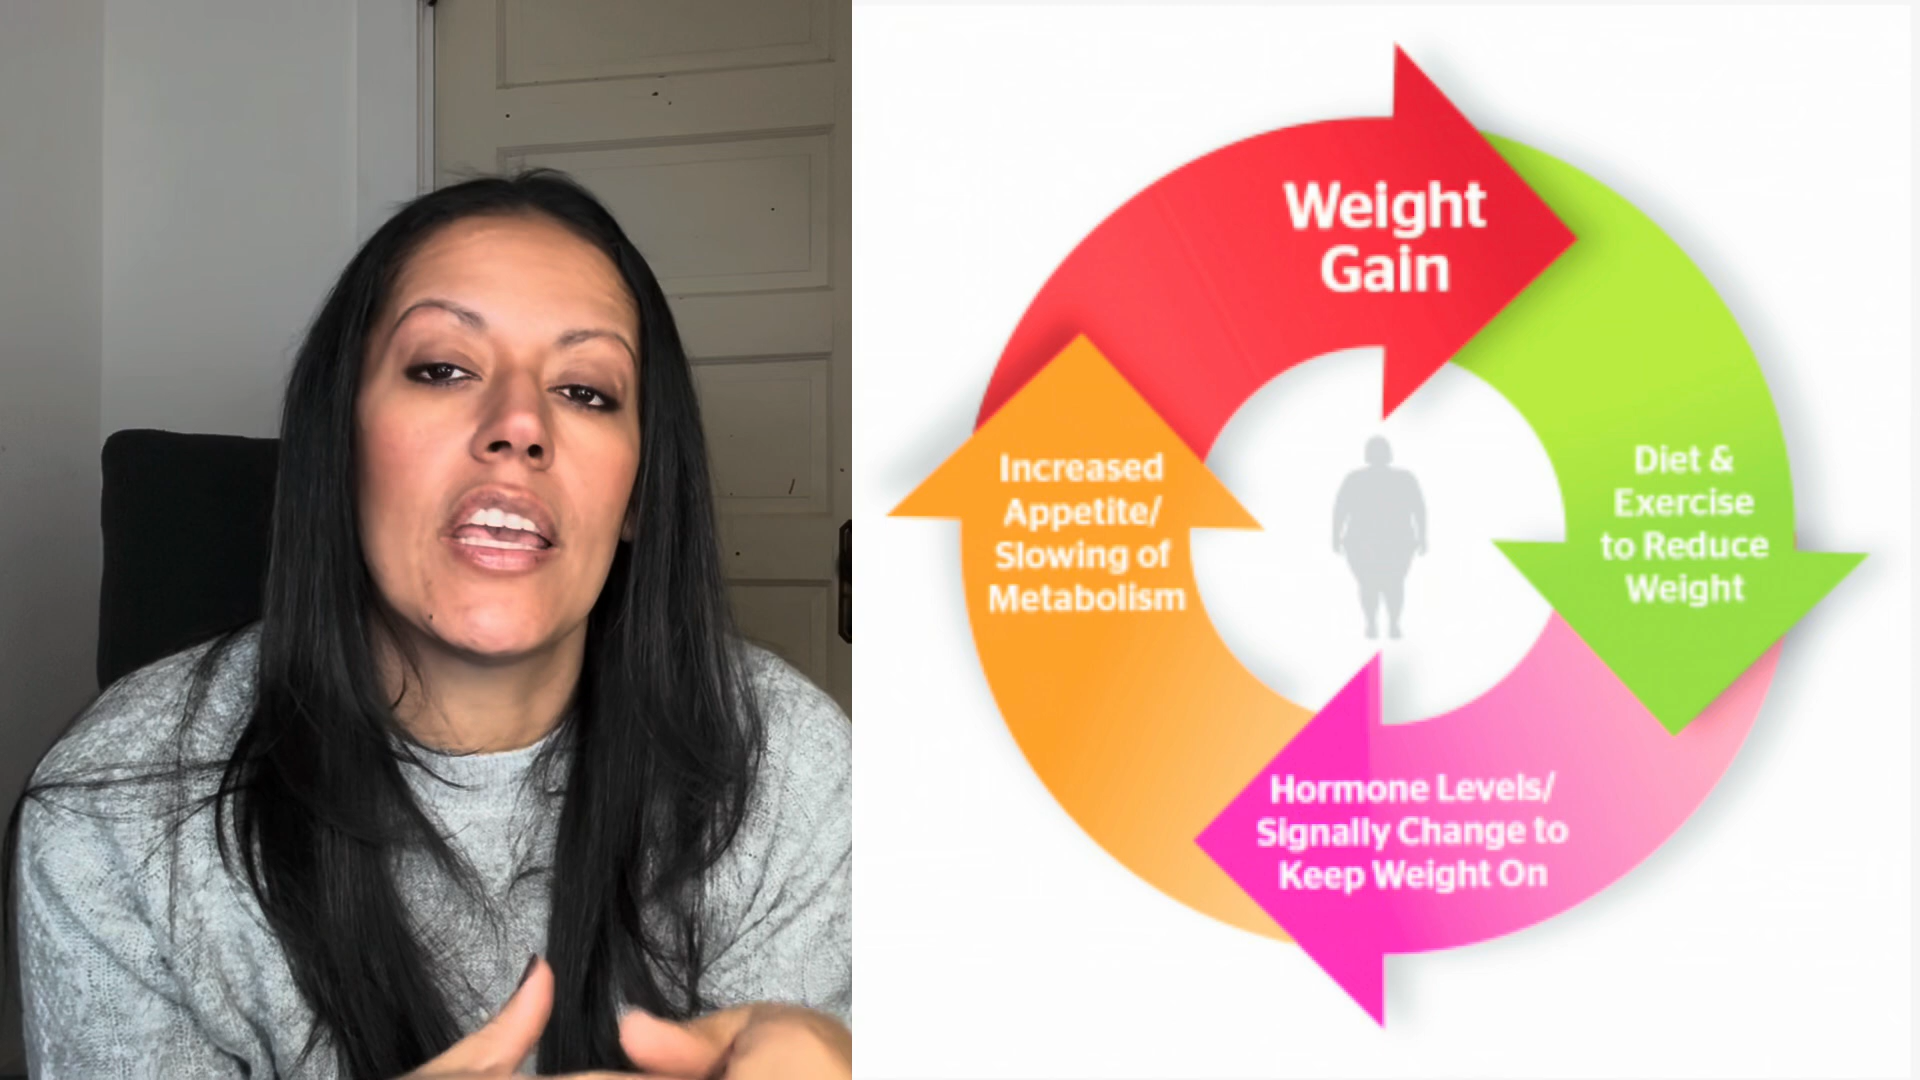 Weight
Gain
Diet &
Exercise
to Reduce
Weight
Hormone Levels/
Signally Change to
Keep Weight On
Increased
Appetite/
Slowing of
Metabolism